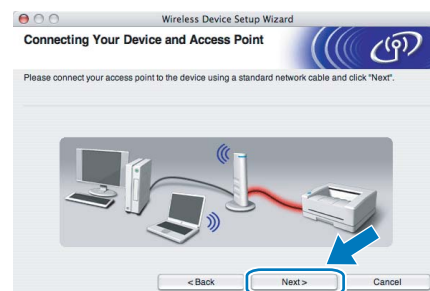 Wireless Device Setup Wizard
Connecting Your Device and Access Point
Please connect your access point to the device using a standard network cable and click "Next".
< Back
Next >
Cancel